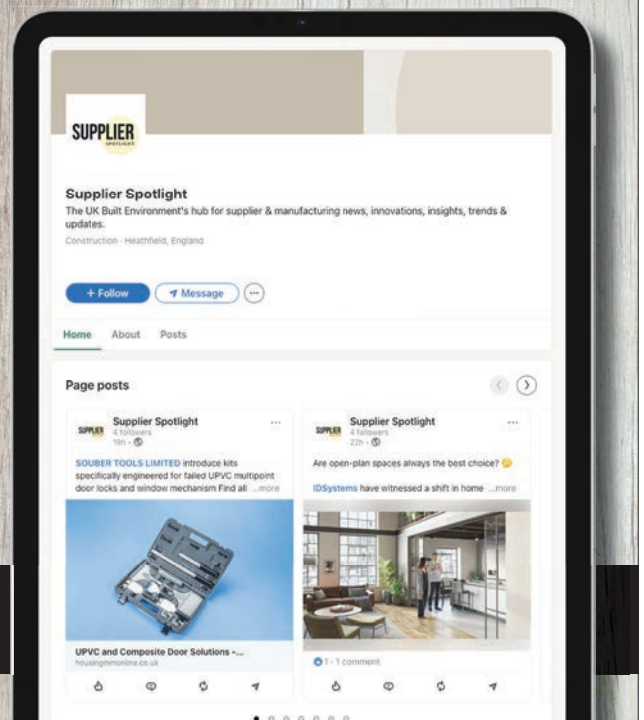 SUPPLIER
SPOTLIGHT
Supplier Spotlight
The UK Built Environment's hub for supplier & manufacturing news, innovations, insights, trends &
updates.
Construction · Heathfield, England
+ Follow
Message
Home About Posts
Page posts
SUPPLIER
Supplier Spotlight
4 followers
19h ·
SOUBER TOOLS LIMITED introduce kits
specifically engineered for failed UPVC multipoint
door locks and window mechanism Find all ...more
UPVC and Composite Door Solutions -...
housingmmonline.co.uk
SUPPLIER
Supplier Spotlight
4 followers
22h ·
Are open-plan spaces always the best choice? 🤔
IDSystems have witnessed a shift in home ...more
1 · 1 comment